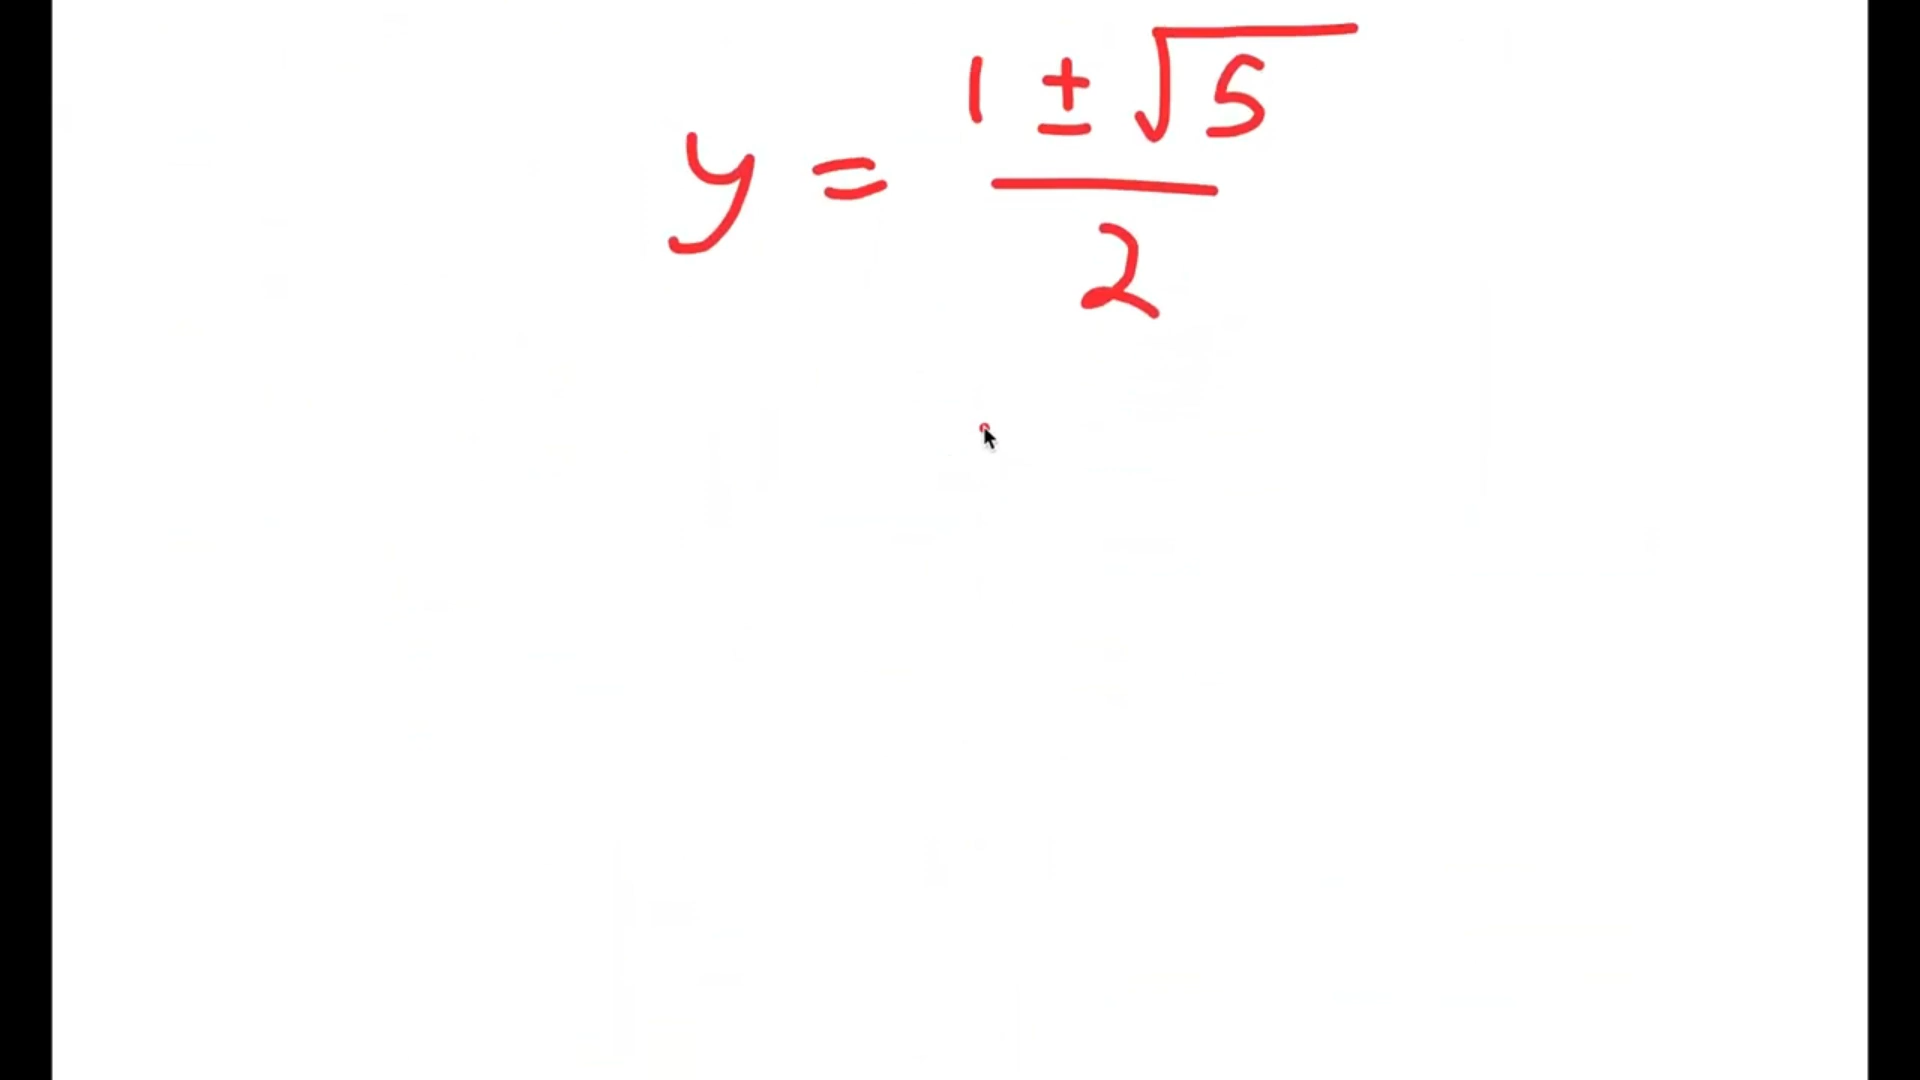 y = (1 ± √5) / 2